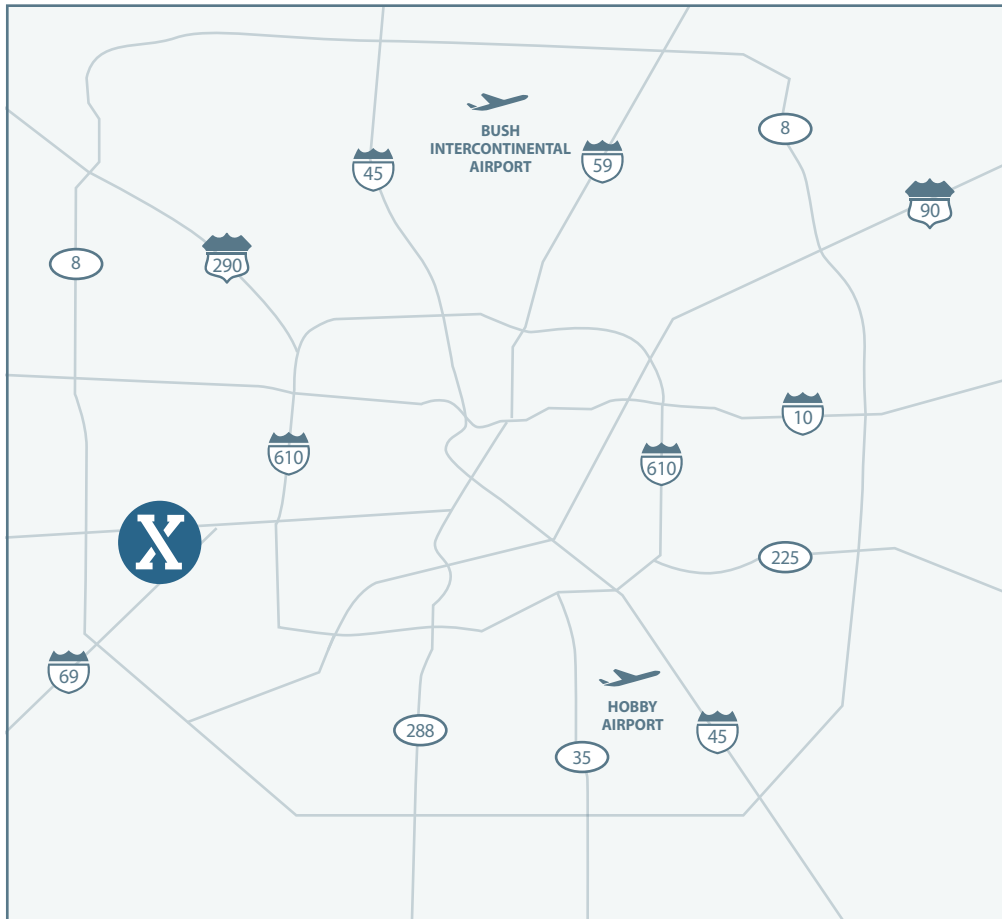 8
BUSH
INTERCONTINENTAL
AIRPORT
45
59
90
8
290
10
610
610
X
225
69
HOBBY
AIRPORT
288
45
35